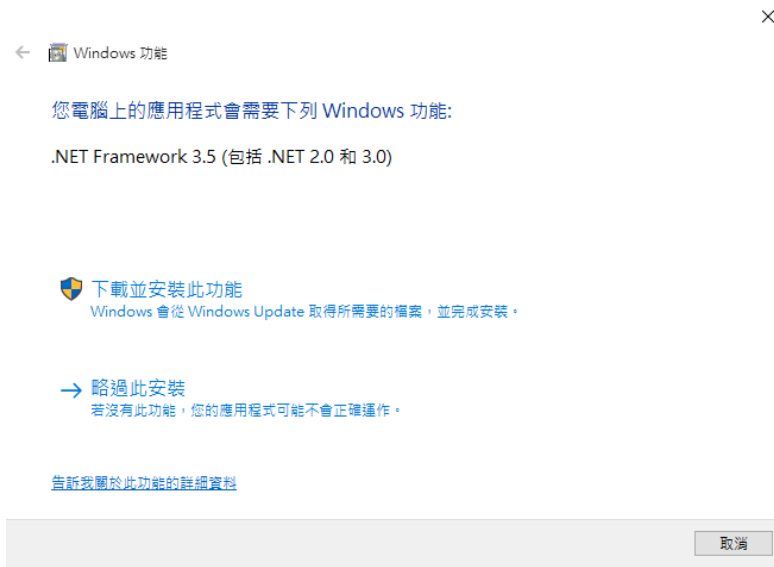 Windows 功能
您電腦上的應用程式會需要下列 Windows 功能:
.NET Framework 3.5 (包括 .NET 2.0 和 3.0)
下載並安裝此功能
Windows 會從 Windows Update 取得所需要的檔案，並完成安裝。
略過此安裝
若沒有此功能，您的應用程式可能不會正確運作。
告訴我關於此功能的詳細資料
取消